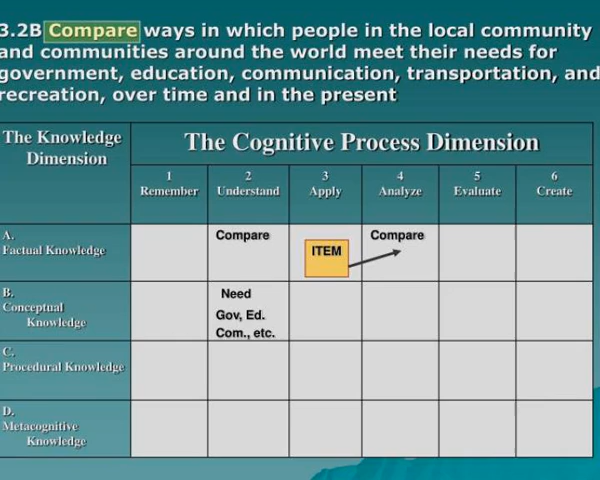 3.2B Compare ways in which people in the local community
and communities around the world meet their needs for
government, education, communication, transportation, and
recreation, over time and in the present
The Knowledge
Dimension
The Cognitive Process Dimension
1
Remember
2
Understand
3
Apply
4
Analyze
5
Evaluate
6
Create
A.
Factual Knowledge
Compare
ITEM
Compare
B.
Conceptual
Knowledge
Need
Gov, Ed.
Com., etc.
C.
Procedural Knowledge
D.
Metacognitive
Knowledge